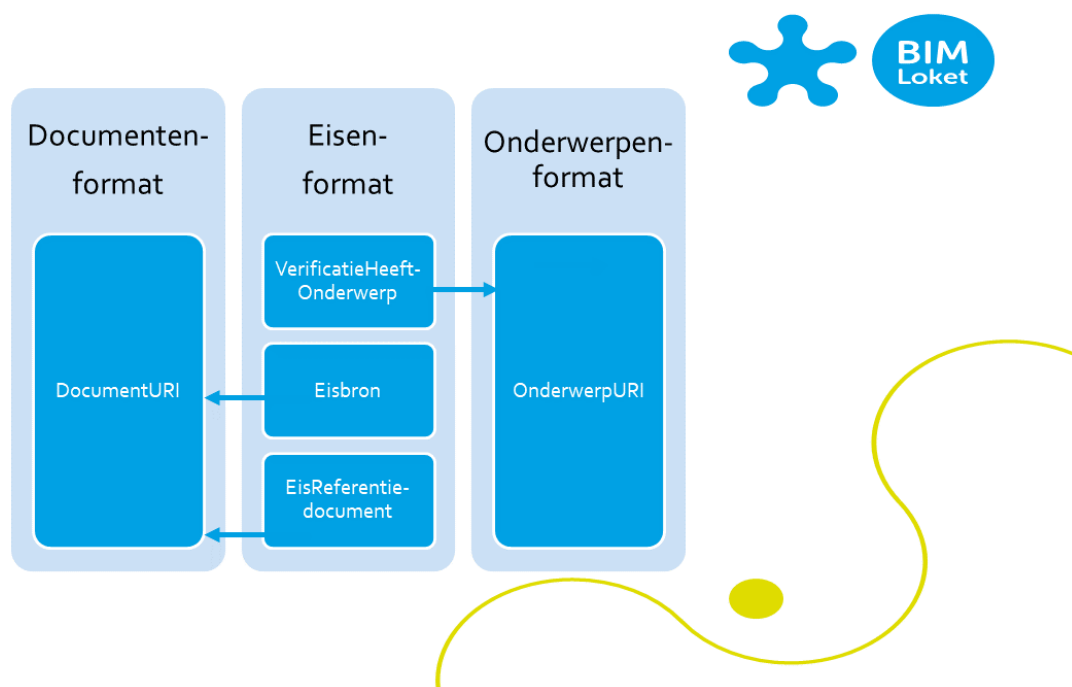 BIM
Loket
Documenten-
format
DocumentURI
Eisen-
format
VerificatieHeeft-
Onderwerp
Eisbron
EisReferentie-
document
Onderwerpen-
format
OnderwerpURI